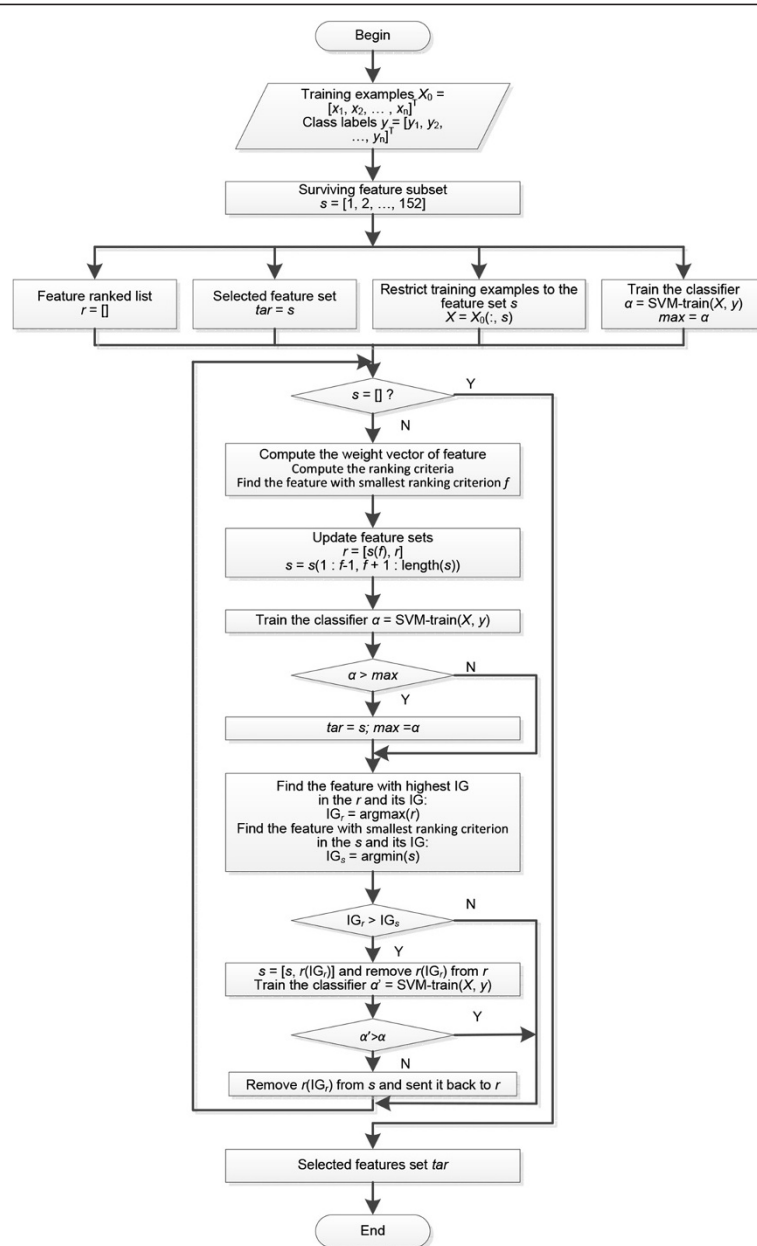 Begin
Training examples X₀ =
[x₁, x₂, … , xₙ]ᵀ
Class labels y = [y₁, y₂,
…, yₙ]ᵀ
Surviving feature subset
s = [1, 2, …, 152]
Feature ranked list
r = []
Selected feature set
tar = s
Restrict training examples to the
feature set s
X = X₀(:, s)
Train the classifier
α = SVM-train(X, y)
max = α
s = [] ?
Y
N
Compute the weight vector of feature
Compute the ranking criteria
Find the feature with smallest ranking criterion f
Update feature sets
r = [s(f), r]
s = s(1 : f-1, f + 1 : length(s))
Train the classifier α = SVM-train(X, y)
α > max
N
Y
tar = s; max =α
Find the feature with highest IG
in the r and its IG:
IGᵣ = argmax(r)
Find the feature with smallest ranking criterion
in the s and its IG:
IGₛ = argmin(s)
IGᵣ > IGₛ
N
Y
s = [s, r(IGᵣ)] and remove r(IGᵣ) from r
Train the classifier α' = SVM-train(X, y)
α'>α
Y
N
Remove r(IGᵣ) from s and sent it back to r
Selected features set tar
End